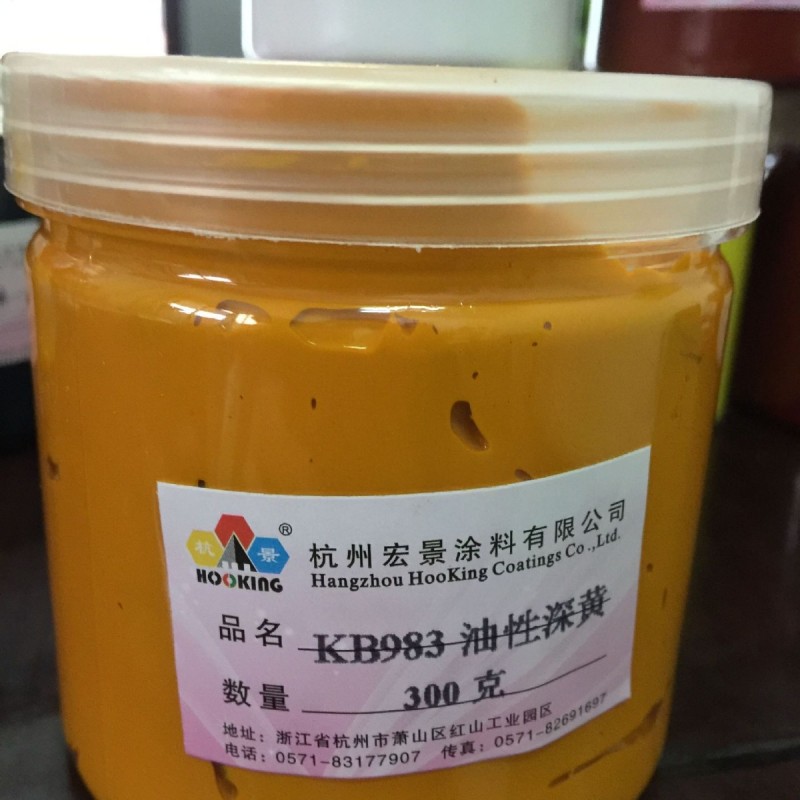 杭 景 ®
HOOKING
杭州宏景涂料有限公司
Hangzhou HooKing Coatings Co.,Ltd.
品名 KB983 油性深黄
数量 300 克
地址：浙江省杭州市萧山区红山工业园区
电话：0571-83177907 传真：0571-82691697